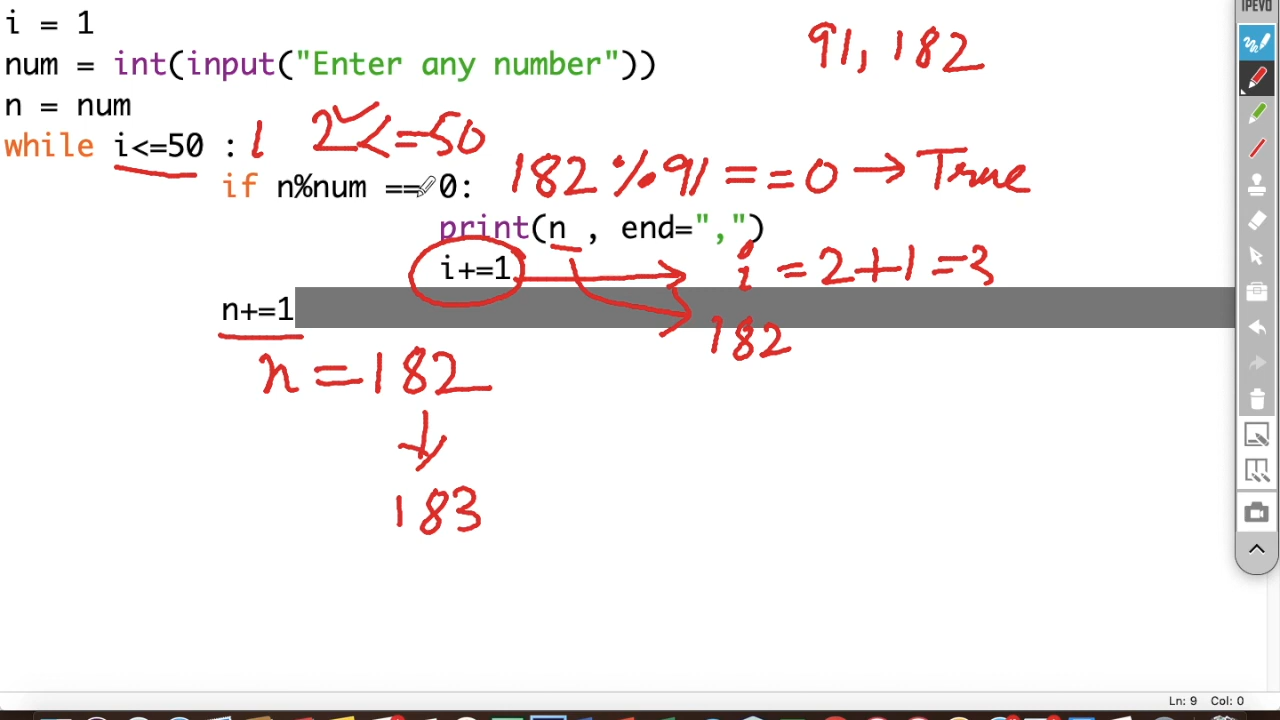 IPEVO
i = 1
91, 182
num = int(input("Enter any number"))
n = num
while i<=50 : 1 2<=50
if n%num ==0: 182 % 91 = = 0 → True
print(n , end=",")
i+=1 i = 2+1=3
n+=1
182
n = 182
183
Ln: 9 Col: 0